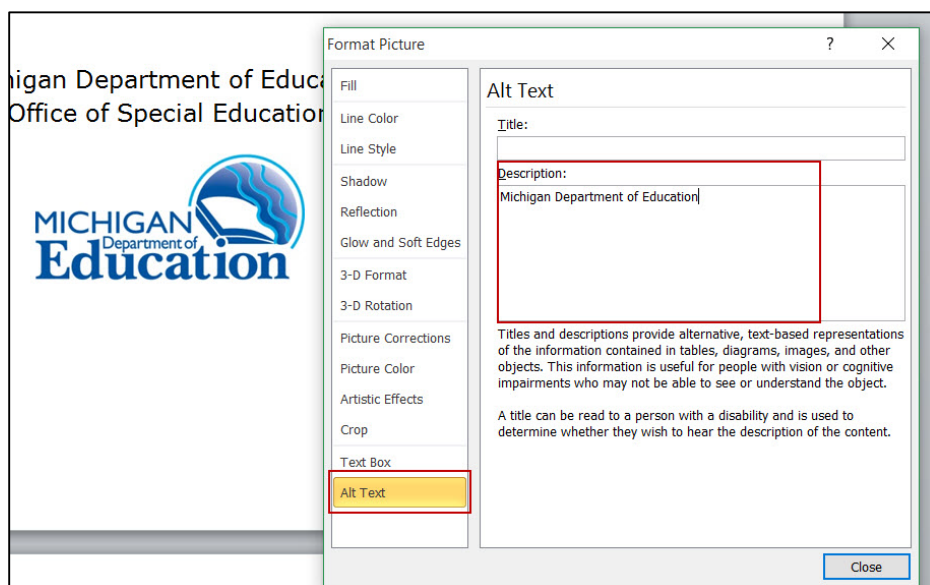 higan Department of Educa
Office of Special Education
MICHIGAN
Department of
Education
Format Picture
?
Fill
Line Color
Line Style
Shadow
Reflection
Glow and Soft Edges
3-D Format
3-D Rotation
Picture Corrections
Picture Color
Artistic Effects
Crop
Text Box
Alt Text
Alt Text
Title:
Description:
Michigan Department of Education
Titles and descriptions provide alternative, text-based representations
of the information contained in tables, diagrams, images, and other
objects. This information is useful for people with vision or cognitive
impairments who may not be able to see or understand the object.
A title can be read to a person with a disability and is used to
determine whether they wish to hear the description of the content.
Close